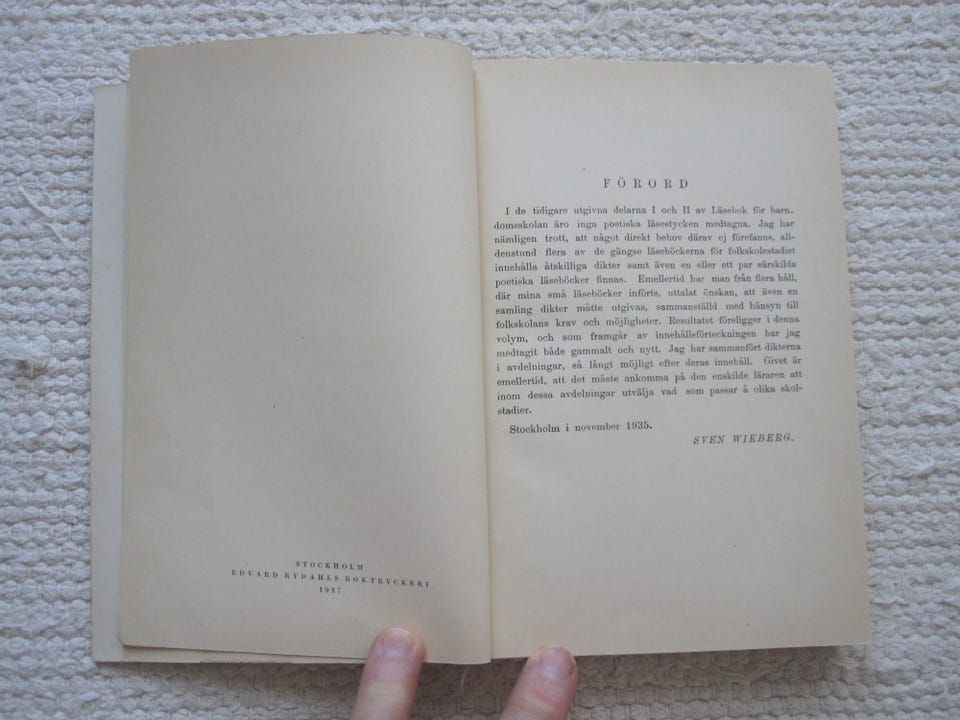 STOCKHOLM
EDVARD RYDAHLS BOKTRYCKERI
1937
FÖRORD
I de tidigare utgivna delarna I och II av Läsebok för barn-
domsskolan äro inga poetiska läsestycken medtagna. Jag har
nämligen trott, att något direkt behov därav ej förefanns, all-
denstund flera av de gängse läseböckerna för folkskolestadiet
innehålla åtskilliga dikter samt även en eller ett par särskilda
poetiska läseböcker finnas. Emellertid har man från flera håll,
där mina små läseböcker införts, uttalat önskan, att även en
samling dikter måtte utgivas, sammanställd med hänsyn till
folkskolans krav och möjligheter. Resultatet föreligger i denna
volym, och som framgår av innehållsförteckningen har jag
medtagit både gammalt och nytt. Jag har sammanfört dikterna
i avdelningar, så långt möjligt efter deras innehåll. Givet är
emellertid, att det måste ankomma på den enskilde läraren att
inom dessa avdelningar utvälja vad som passar å olika skol-
stadier.
Stockholm i november 1935.
SVEN WIKBERG.